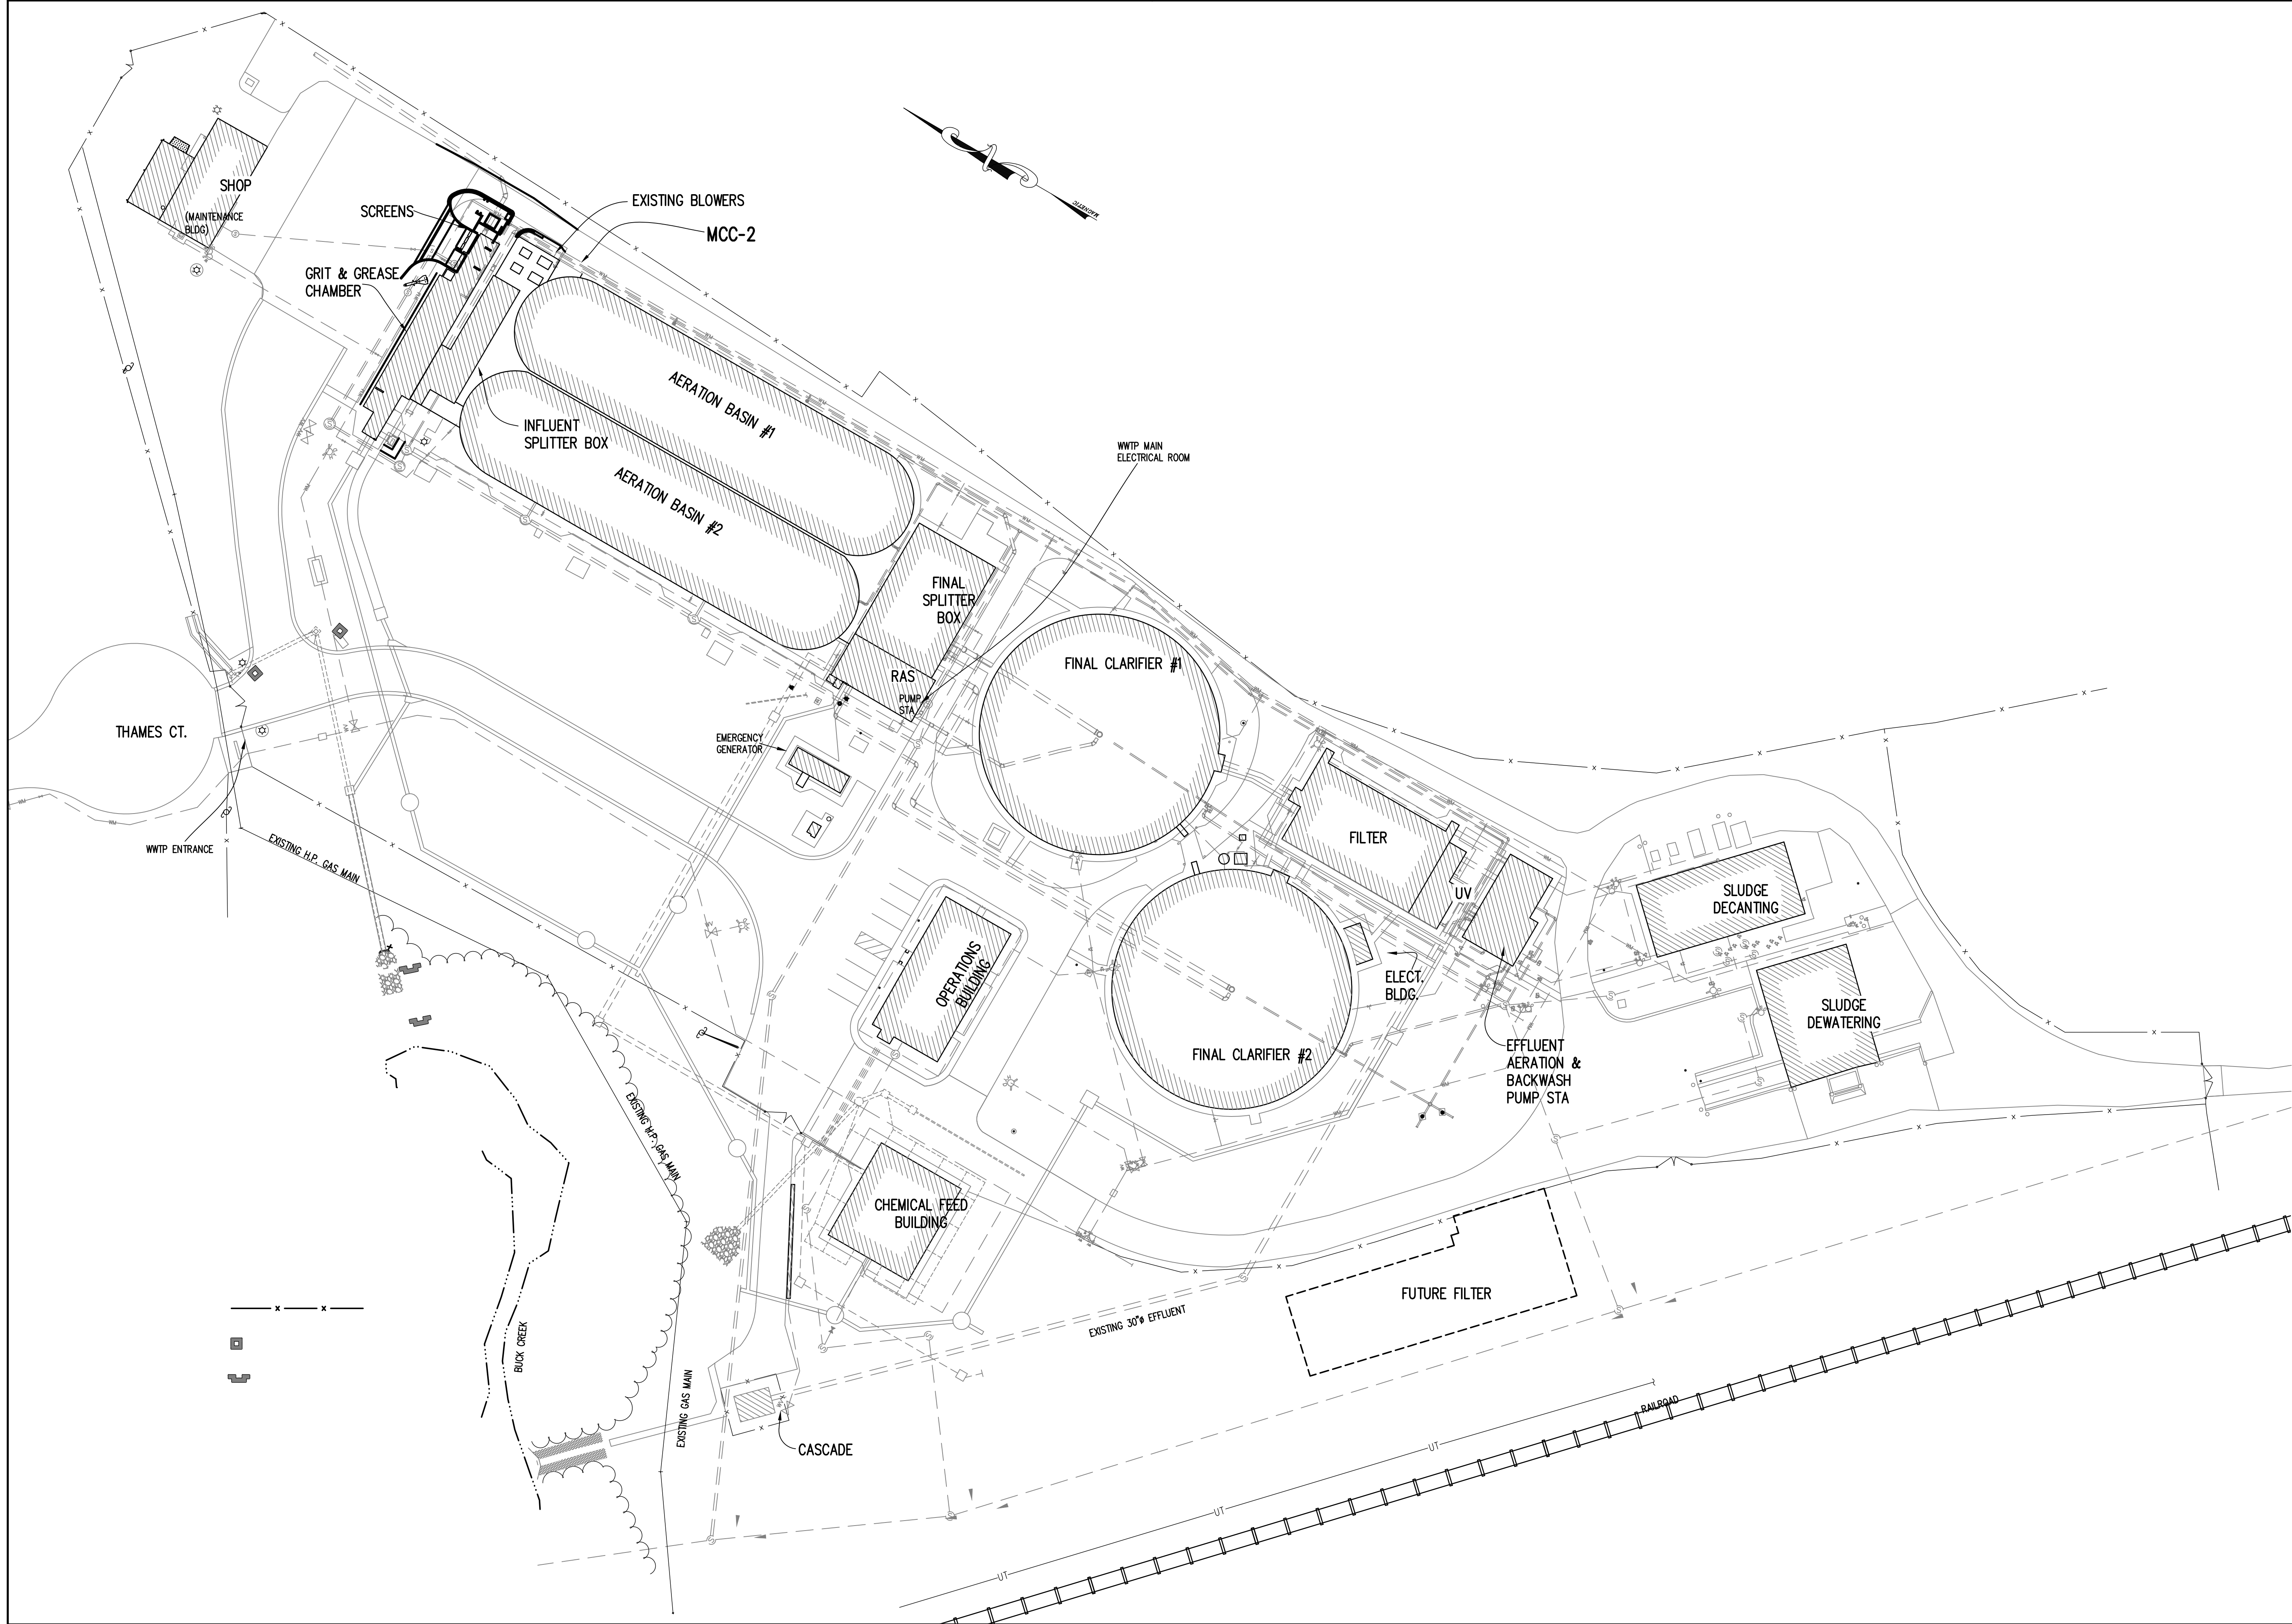 MAGNETIC
SHOP
(MAINTENANCE
BLDG)
SCREENS
EXISTING BLOWERS
MCC-2
GRIT & GREASE
CHAMBER
AERATION BASIN #1
INFLUENT
SPLITTER BOX
AERATION BASIN #2
WWTP MAIN
ELECTRICAL ROOM
FINAL
SPLITTER
BOX
RAS
PUMP
STA
FINAL CLARIFIER #1
THAMES CT.
EMERGENCY
GENERATOR
WWTP ENTRANCE
EXISTING H.P. GAS MAIN
FILTER
UV
SLUDGE
DECANTING
OPERATIONS
BUILDING
ELECT.
BLDG.
SLUDGE
DEWATERING
FINAL CLARIFIER #2
EFFLUENT
AERATION &
BACKWASH
PUMP STA
EXISTING H.P. GAS MAIN
CHEMICAL FEED
BUILDING
FUTURE FILTER
EXISTING 30"ø EFFLUENT
BUCK CREEK
EXISTING GAS MAIN
RAILROAD
CASCADE
UT
UT
UT